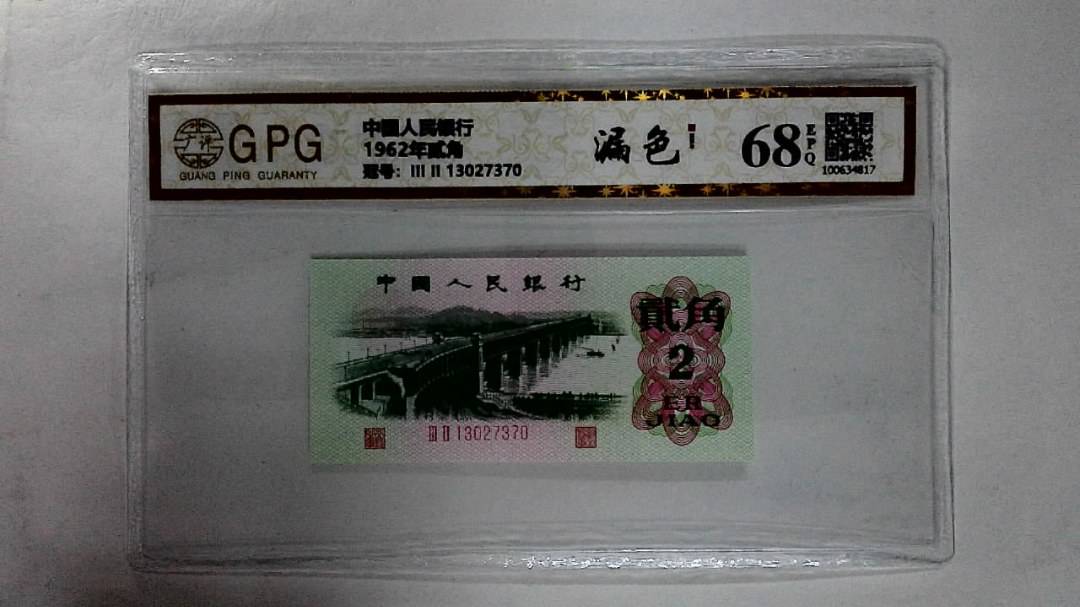 GPG
GUANG PING GUARANTY
中國人民銀行
1962年贰角
冠号: III II 13027370
漏色
68
EPQ
100634817
中國人民銀行
貳角
2
ER
JIAO
III II 13027370